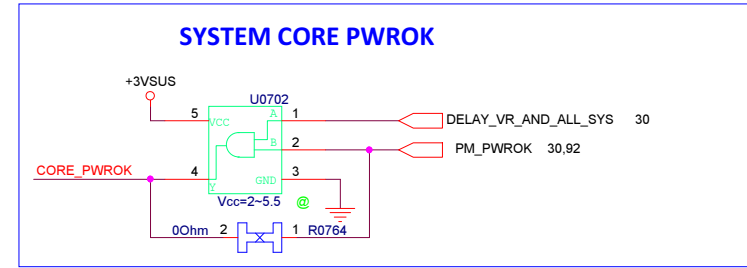 SYSTEM CORE PWROK
+3VSUS
U0702
5 VCC A 1 DELAY_VR_AND_ALL_SYS 30
B 2 PM_PWROK 30,92
CORE_PWROK 4 Y GND 3
Vcc=2~5.5 @
0Ohm 2 1 R0764